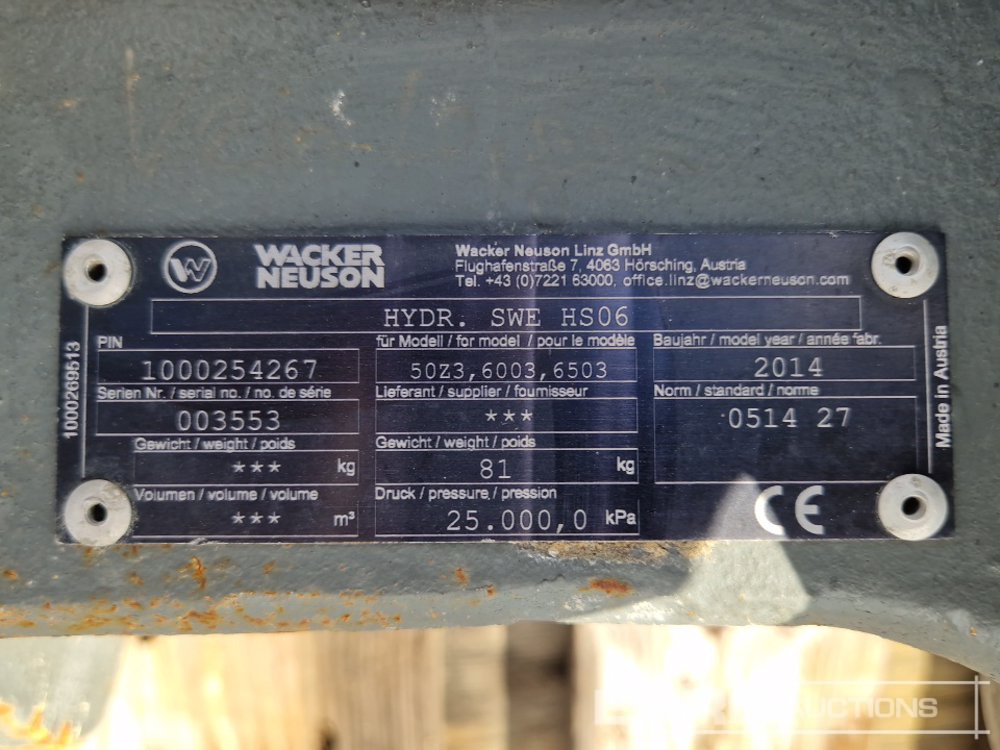 WACKER
NEUSON
Wacker Neuson Linz GmbH
Flughafenstraße 7, 4063 Hörsching, Austria
Tel. +43 (0)7221 63000, office.linz@wackerneuson.com
HYDR. SWE HS06
PIN
1000254267
für Modell / for model / pour le modèle
50Z3,6003,6503
Baujahr / model year / année fabr.
2014
Serien Nr. / serial no. / no. de série
003553
Lieferant / supplier / fournisseur
***
Norm / standard / norme
0514 27
Gewicht / weight / poids
*** kg
Gewicht / weight / poids
81 kg
Volumen / volume / volume
*** m³
Druck / pressure / pression
25.000,0 kPa
CE
1000269513
Made in Austria
AUCTIONS